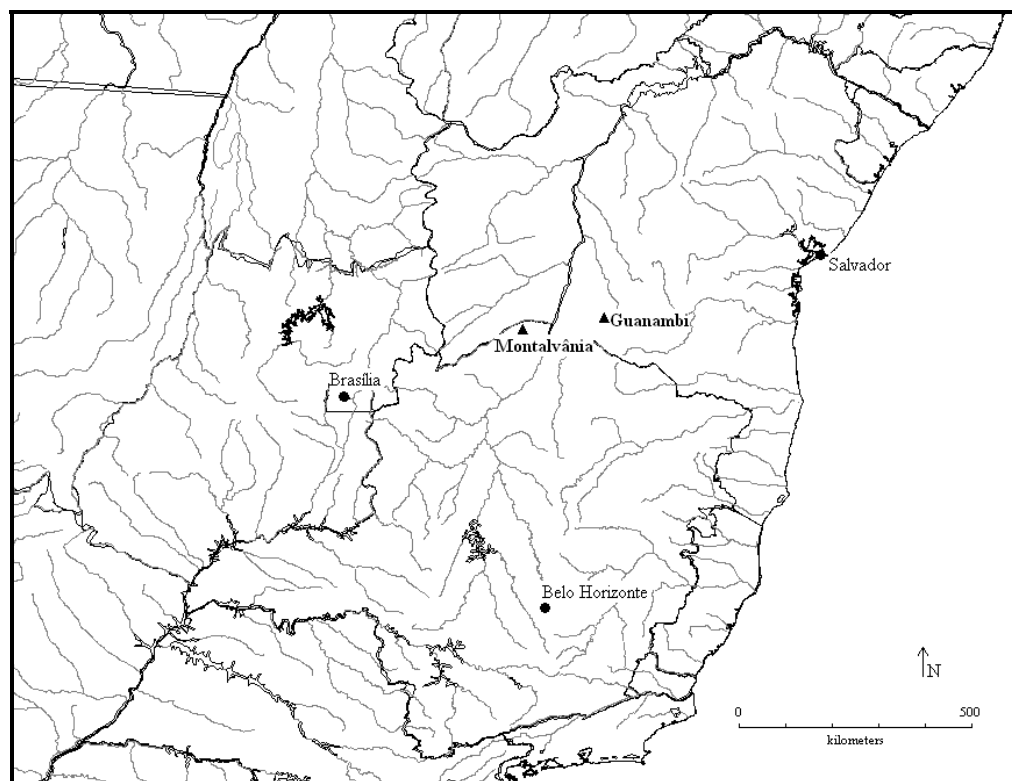 Salvador
Guanambi
Montalvânia
Brasília
Belo Horizonte
N
0 500
kilometers